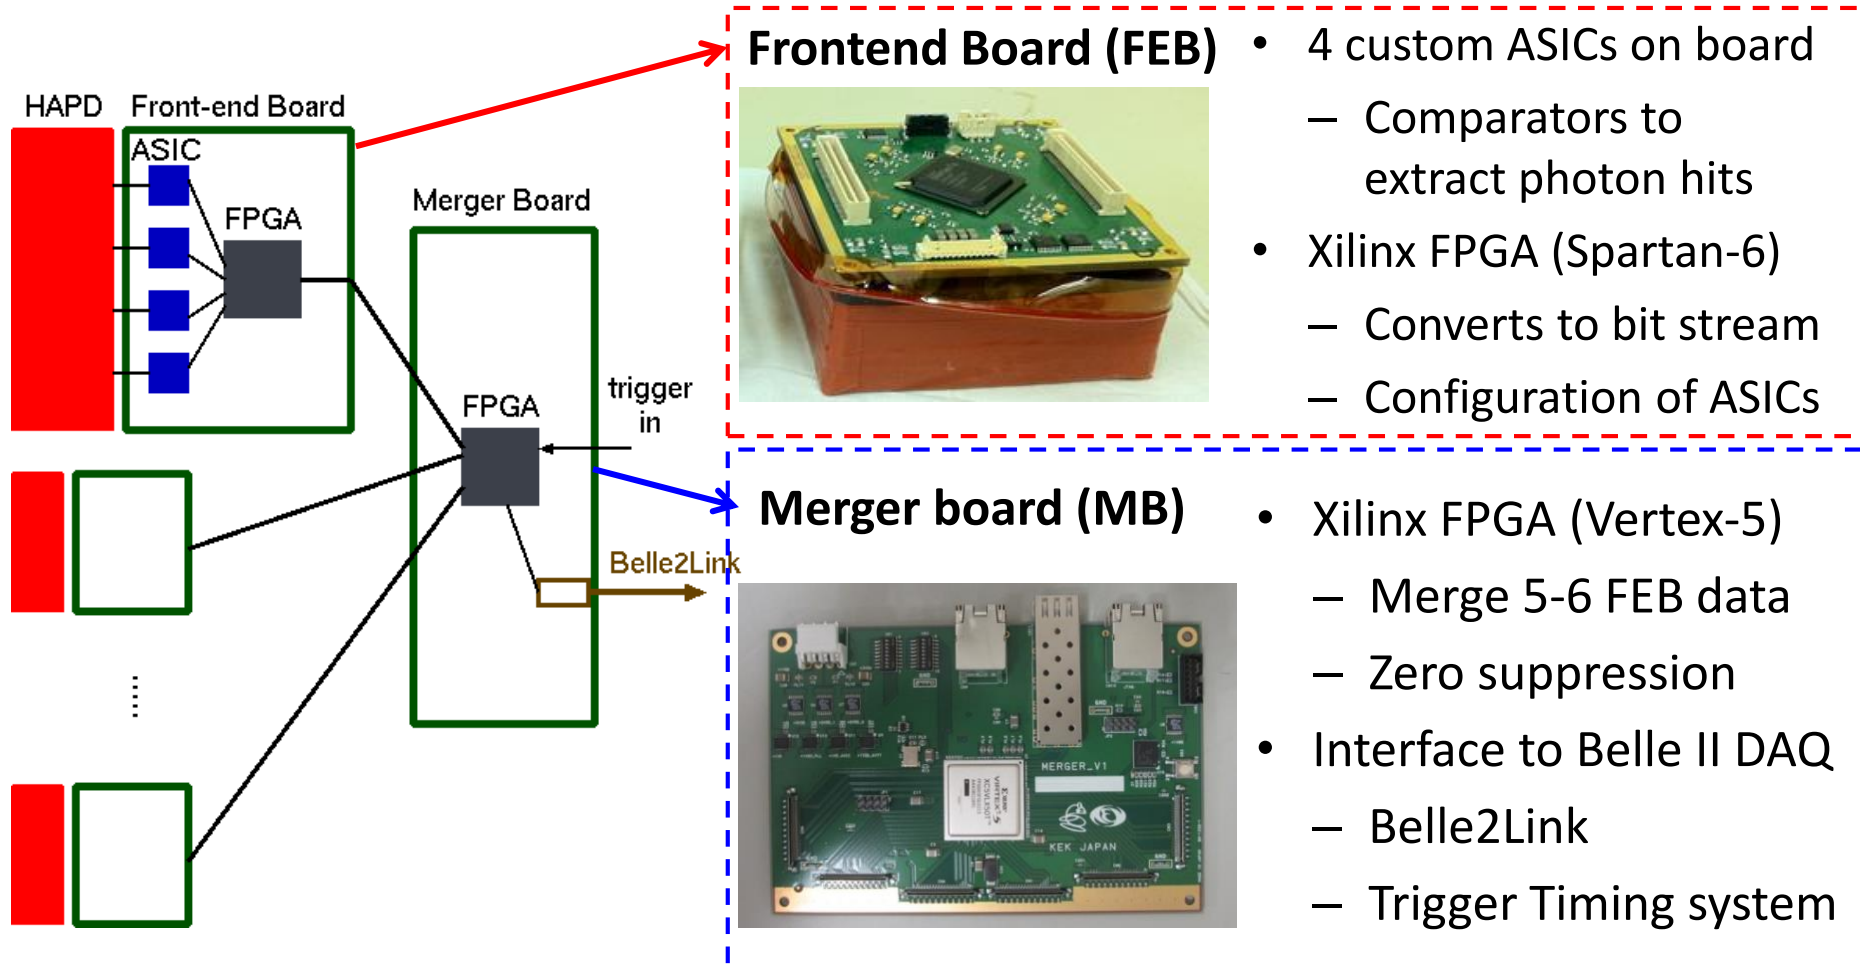 HAPD
Front-end Board
ASIC
FPGA
Merger Board
FPGA
trigger
in
Belle2Link
.....
Frontend Board (FEB)
• 4 custom ASICs on board
– Comparators to
extract photon hits
• Xilinx FPGA (Spartan-6)
– Converts to bit stream
– Configuration of ASICs
Merger board (MB)
MERGER_V1
VIRTEX-5
KEK JAPAN
• Xilinx FPGA (Vertex-5)
– Merge 5-6 FEB data
– Zero suppression
• Interface to Belle II DAQ
– Belle2Link
– Trigger Timing system